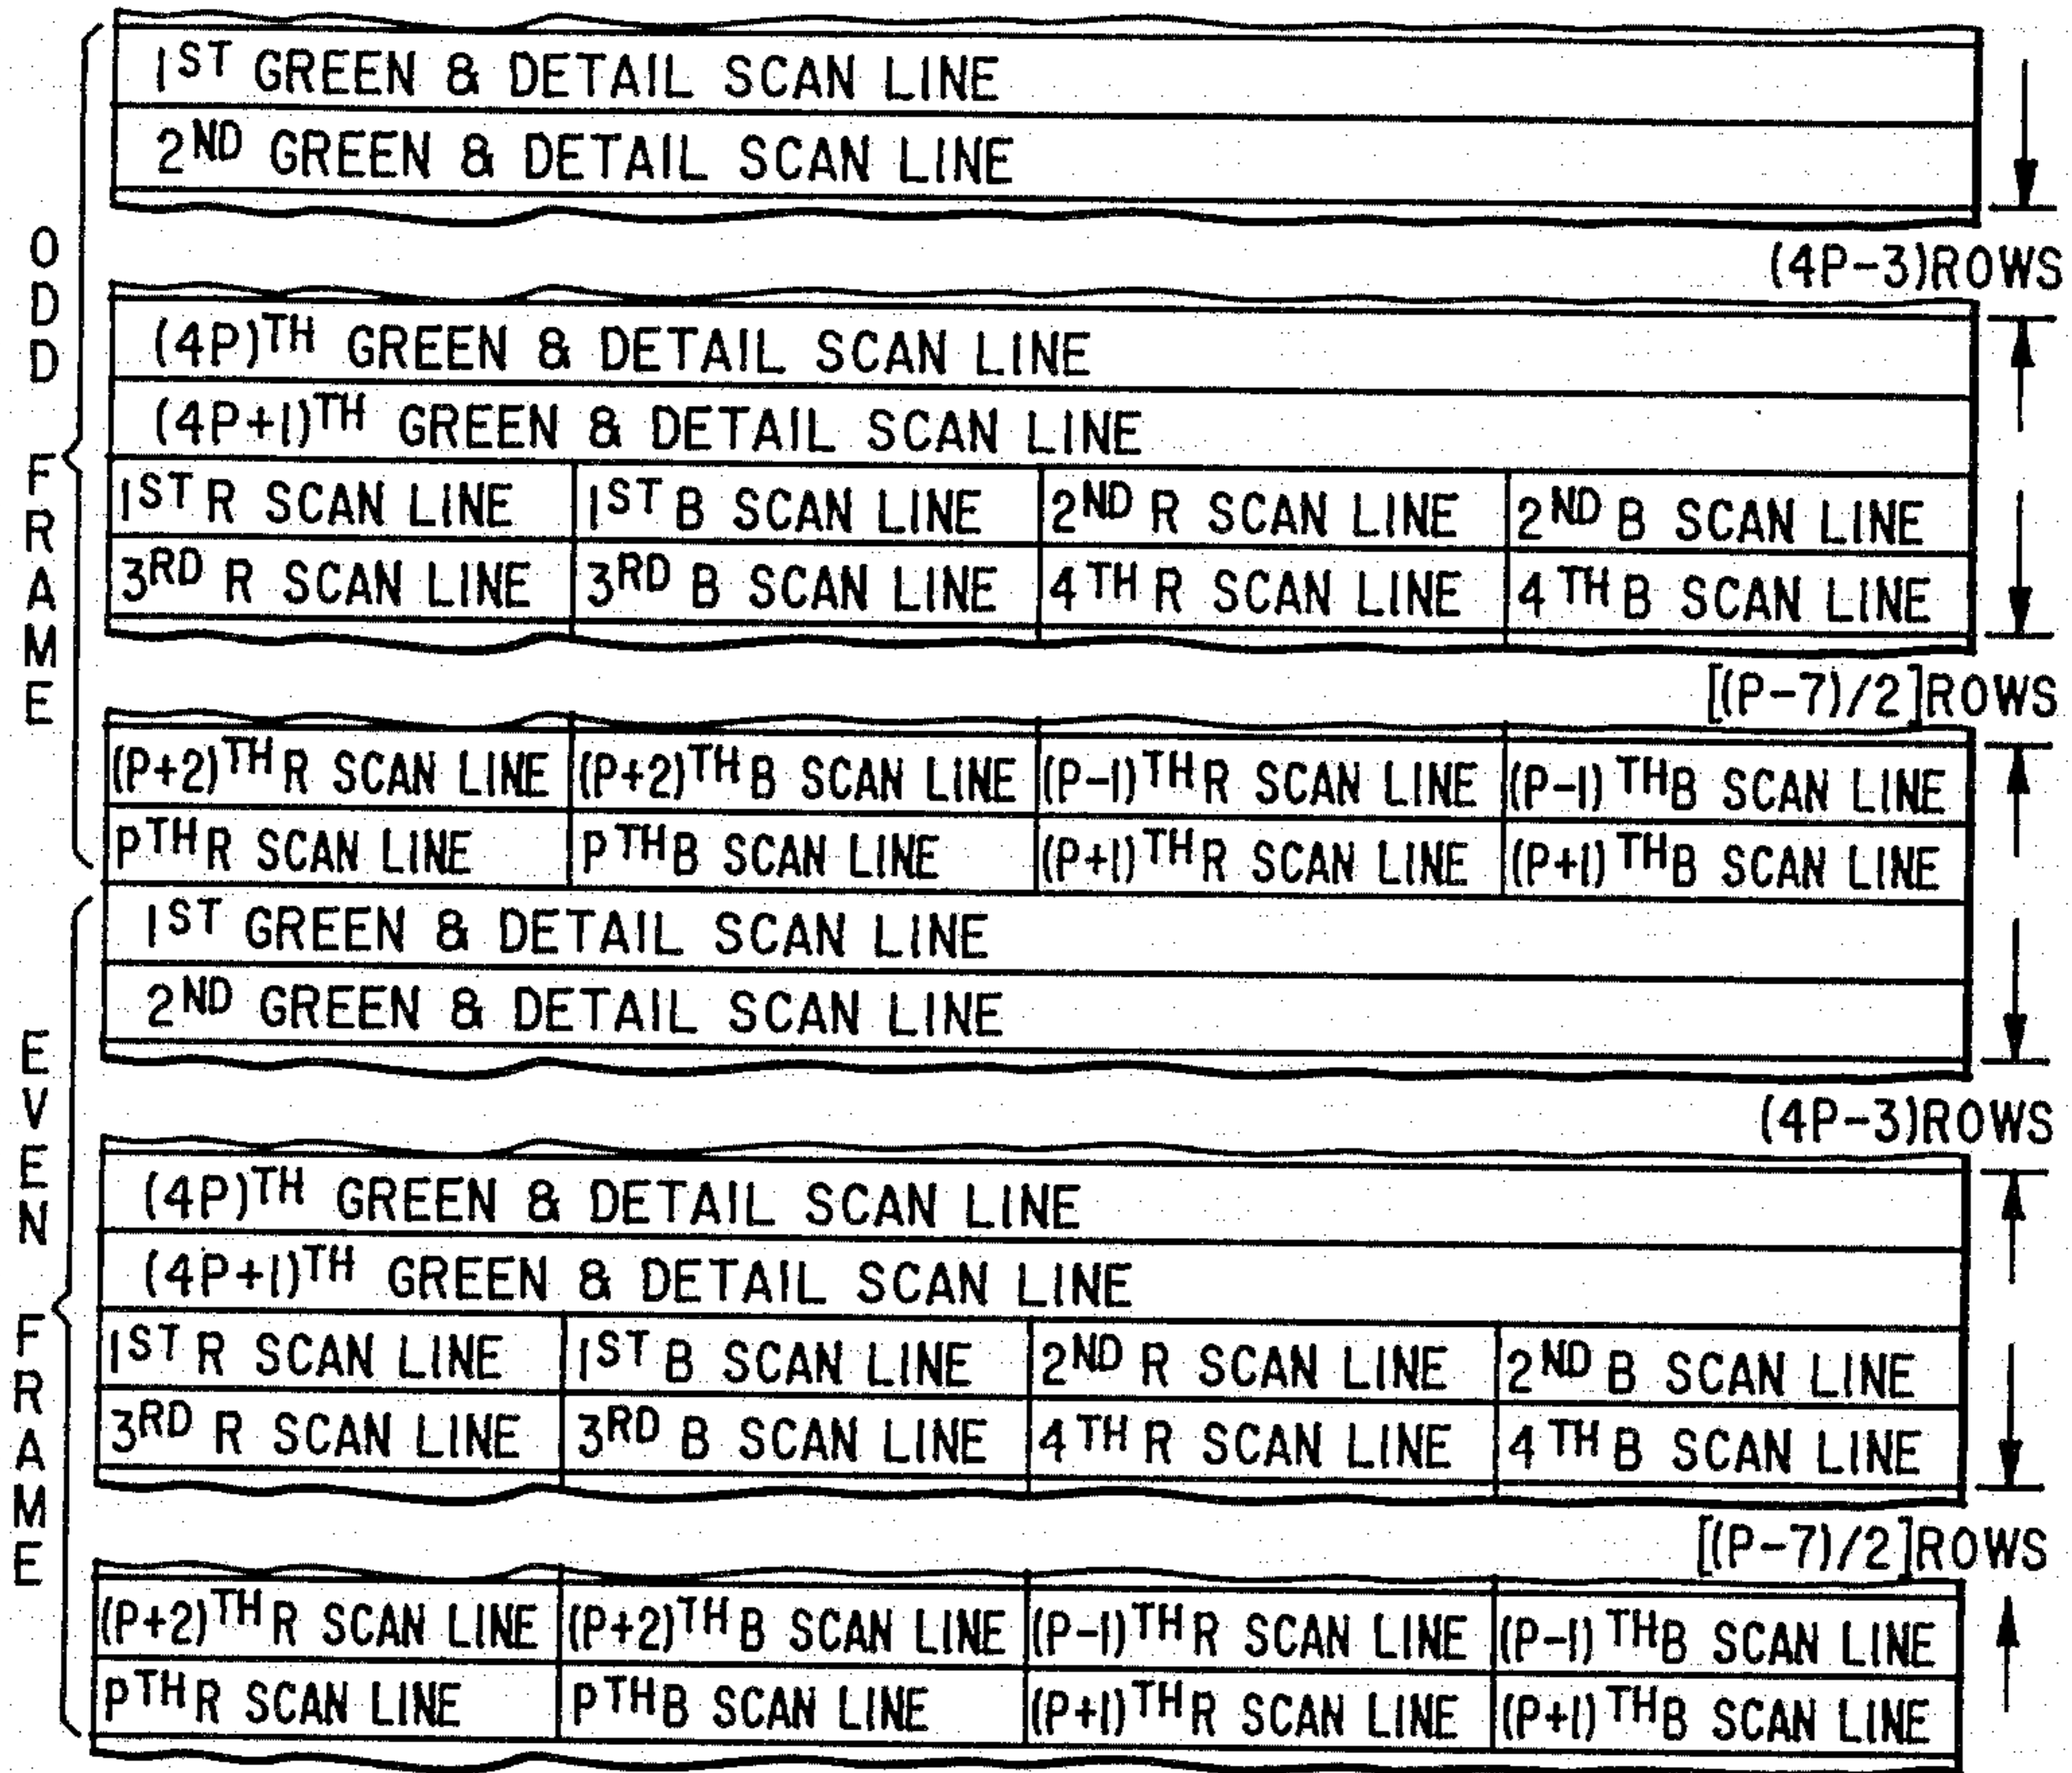 1ST GREEN & DETAIL SCAN LINE
2ND GREEN & DETAIL SCAN LINE
(4P-3)ROWS
(4P)TH GREEN & DETAIL SCAN LINE
(4P+1)TH GREEN & DETAIL SCAN LINE
1ST R SCAN LINE 1ST B SCAN LINE 2ND R SCAN LINE 2ND B SCAN LINE
3RD R SCAN LINE 3RD B SCAN LINE 4TH R SCAN LINE 4TH B SCAN LINE
[(P-7)/2]ROWS
(P+2)TH R SCAN LINE (P+2)TH B SCAN LINE (P-1)TH R SCAN LINE (P-1)TH B SCAN LINE
PTH R SCAN LINE PTH B SCAN LINE (P+1)TH R SCAN LINE (P+1)TH B SCAN LINE
ODD FRAME
1ST GREEN & DETAIL SCAN LINE
2ND GREEN & DETAIL SCAN LINE
(4P-3)ROWS
(4P)TH GREEN & DETAIL SCAN LINE
(4P+1)TH GREEN & DETAIL SCAN LINE
1ST R SCAN LINE 1ST B SCAN LINE 2ND R SCAN LINE 2ND B SCAN LINE
3RD R SCAN LINE 3RD B SCAN LINE 4TH R SCAN LINE 4TH B SCAN LINE
[(P-7)/2]ROWS
(P+2)TH R SCAN LINE (P+2)TH B SCAN LINE (P-1)TH R SCAN LINE (P-1)TH B SCAN LINE
PTH R SCAN LINE PTH B SCAN LINE (P+1)TH R SCAN LINE (P+1)TH B SCAN LINE
EVEN FRAME